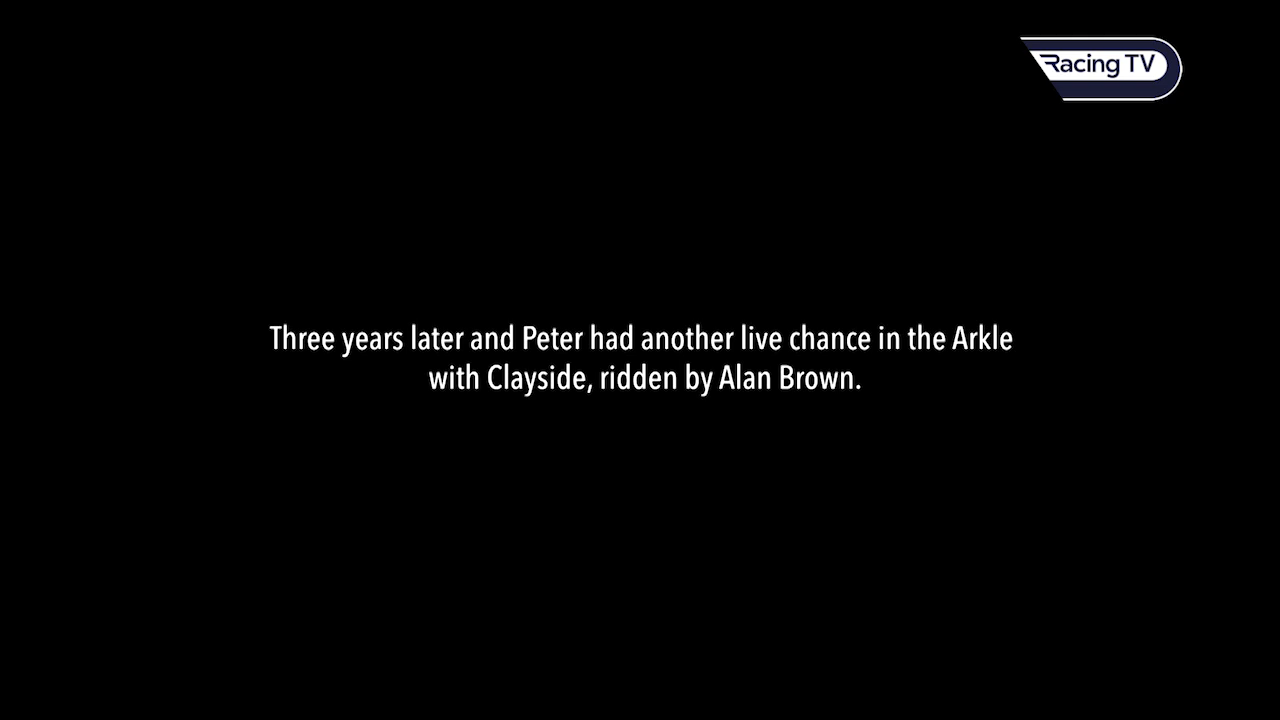 Racing TV
Three years later and Peter had another live chance in the Arkle
with Clayside, ridden by Alan Brown.